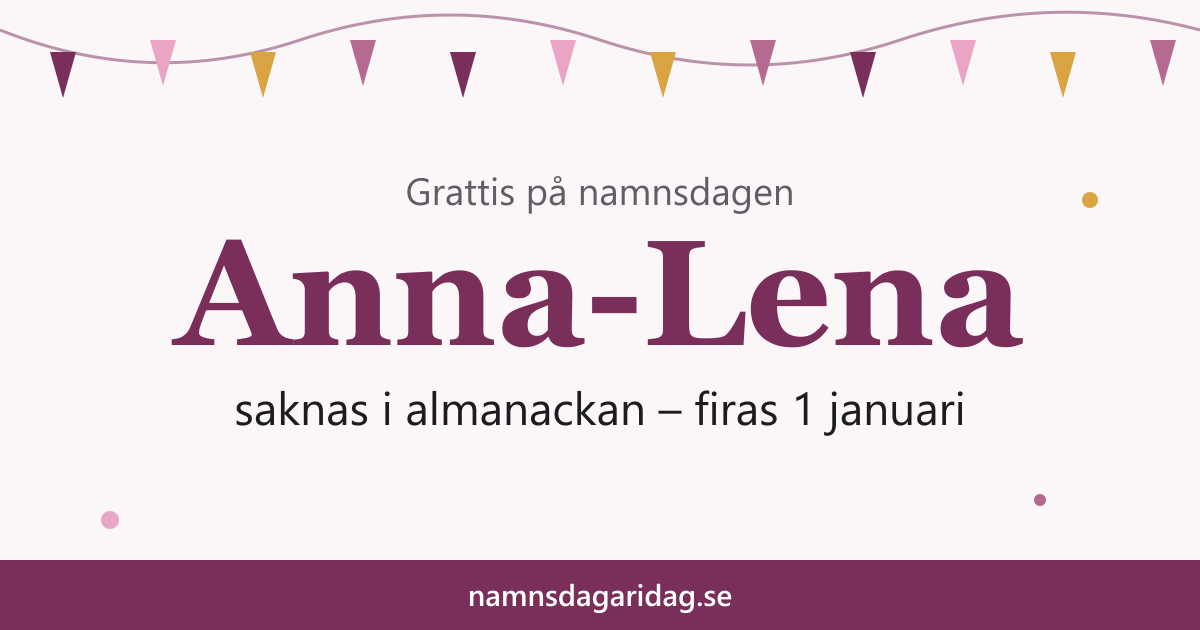 Grattis på namnsdagen
Anna-Lena
saknas i almanackan – firas 1 januari
namnsdagaridag.se